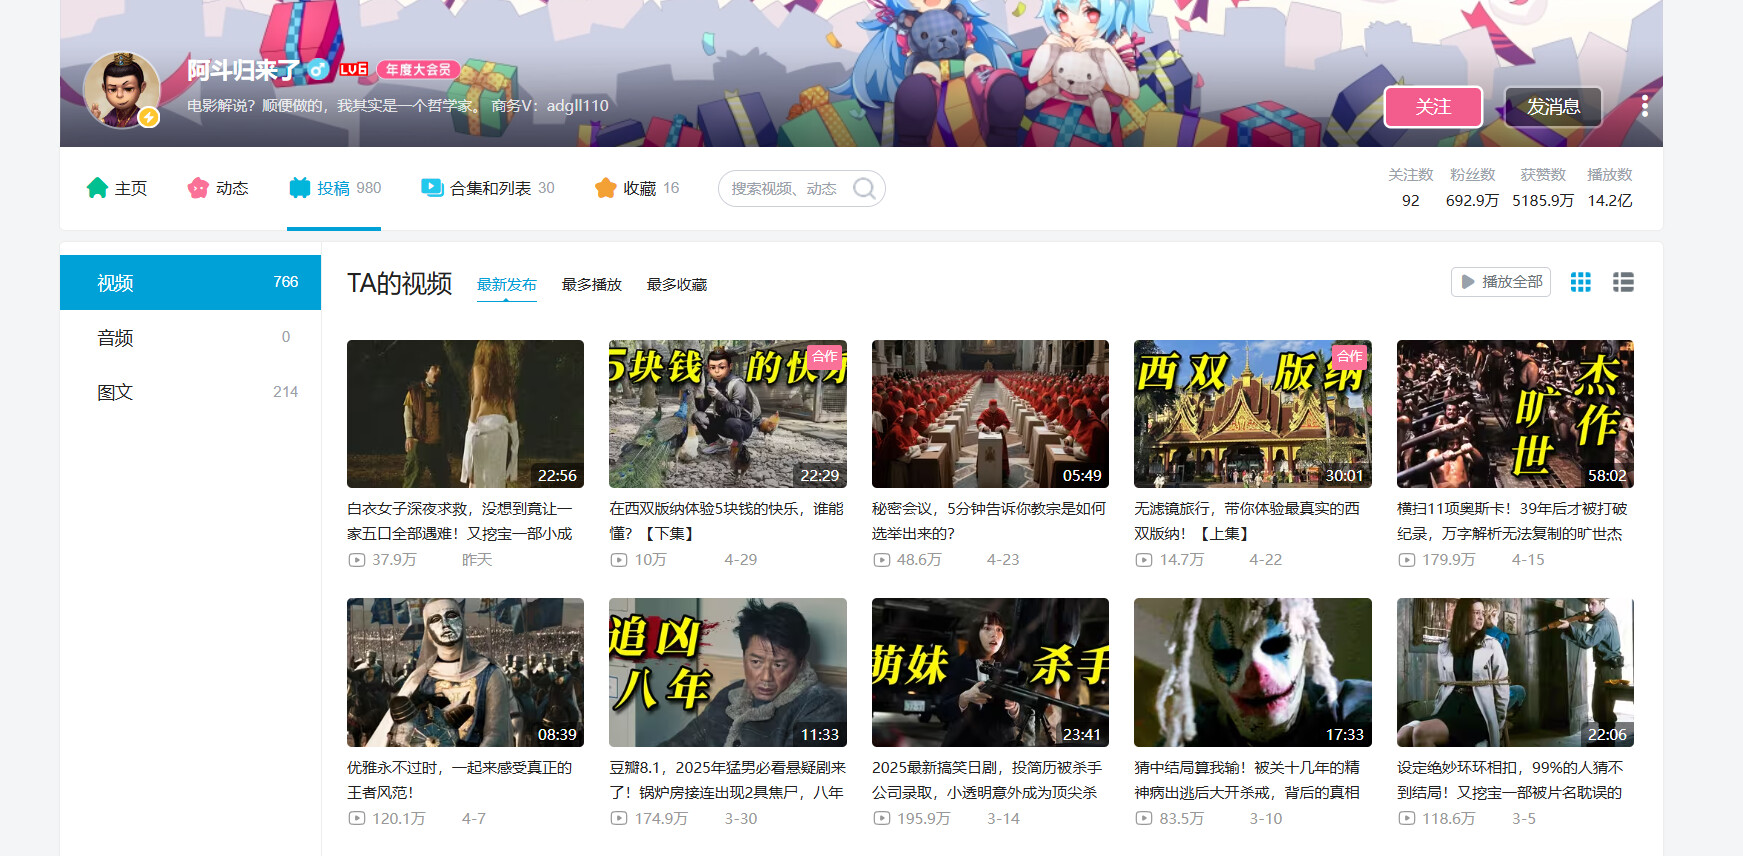 阿斗归来了 ♂ LV6 年度大会员
电影解说？顺便做的，我其实是一个哲学家。 商务V：adgll110
关注 发消息
主页 动态 投稿 980 合集和列表 30 收藏 16 搜索视频、动态
关注数 粉丝数 获赞数 播放数
92 692.9万 5185.9万 14.2亿
视频 766
音频 0
图文 214
TA的视频 最新发布 最多播放 最多收藏 播放全部
22:56
白衣女子深夜求救，没想到竟让一
家五口全部遇难！又挖宝一部小成
37.9万 昨天
5块钱 的快乐
合作
22:29
在西双版纳体验5块钱的快乐，谁能
懂？【下集】
10万 4-29
05:49
秘密会议，5分钟告诉你教宗是如何
选举出来的？
48.6万 4-23
西双 版纳
合作
30:01
无滤镜旅行，带你体验最真实的西
双版纳！【上集】
14.7万 4-22
旷世
杰作
58:02
横扫11项奥斯卡！39年后才被打破
纪录，万字解析无法复制的旷世杰
179.9万 4-15
08:39
优雅永不过时，一起来感受真正的
王者风范！
120.1万 4-7
追凶
八年
11:33
豆瓣8.1，2025年猛男必看悬疑剧来
了！锅炉房接连出现2具焦尸，八年
174.9万 3-30
萌妹 杀手
23:41
2025最新搞笑日剧，投简历被杀手
公司录取，小透明意外成为顶尖杀
195.9万 3-14
17:33
猜中结局算我输！被关十几年的精
神病出逃后大开杀戒，背后的真相
83.5万 3-10
22:06
设定绝妙环环相扣，99%的人猜不
到结局！又挖宝一部被片名耽误的
118.6万 3-5